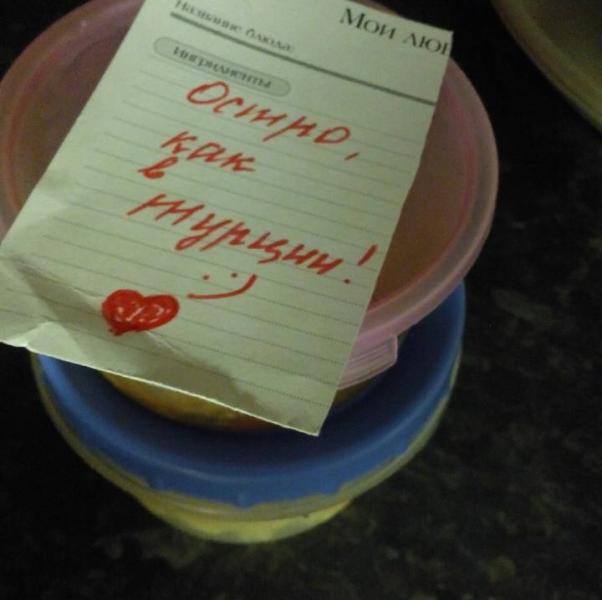 Мои лю
Название блюда:
ингредиенты
Остро,
как
в
Турции!